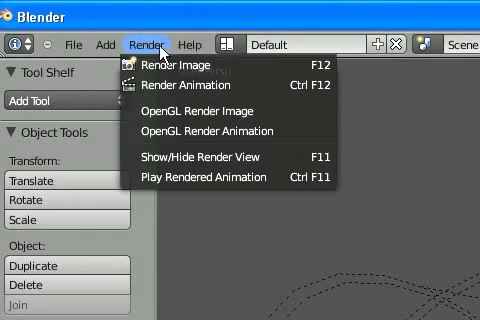 Blender
File Add Render Help Default Scene
Tool Shelf
Render Image F12
Render Animation Ctrl F12
Add Tool
OpenGL Render Image
OpenGL Render Animation
Object Tools
Show/Hide Render View F11
Play Rendered Animation Ctrl F11
Transform:
Translate
Rotate
Scale
Object:
Duplicate
Delete
Join